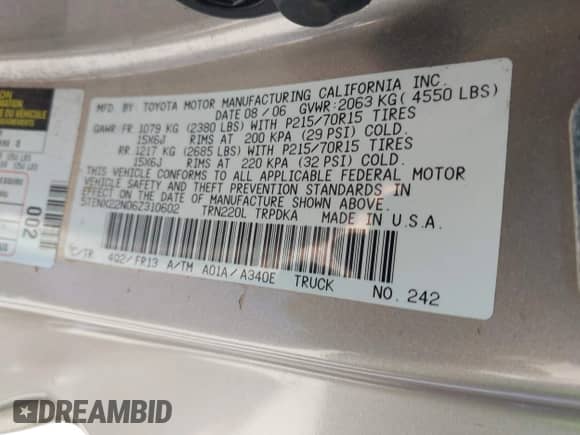 MFD. BY: TOYOTA MOTOR MANUFACTURING CALIFORNIA INC.
DATE 08 / 06 GVWR: 2063 KG( 4550 LBS)
GAWR: FR 1079 KG (2380 LBS) WITH P215/70R15 TIRES
15X6J RIMS AT 200 KPA (29 PSI) COLD.
RR 1217 KG (2685 LBS) WITH P215/70R15 TIRES
15X6J RIMS AT 220 KPA (32 PSI) COLD.
THIS VEHICLE CONFORMS TO ALL APPLICABLE FEDERAL MOTOR
VEHICLE SAFETY AND THEFT PREVENTION STANDARDS IN
EFFECT ON THE DATE OF MANUFACTURE SHOWN ABOVE.
5TENX22N06Z310602 TRN220L TRPDKA MADE IN U.S.A.
C/TR 4Q2/FR13 A/TM A01A/A340E TRUCK NO. 242
002
DREAMBID